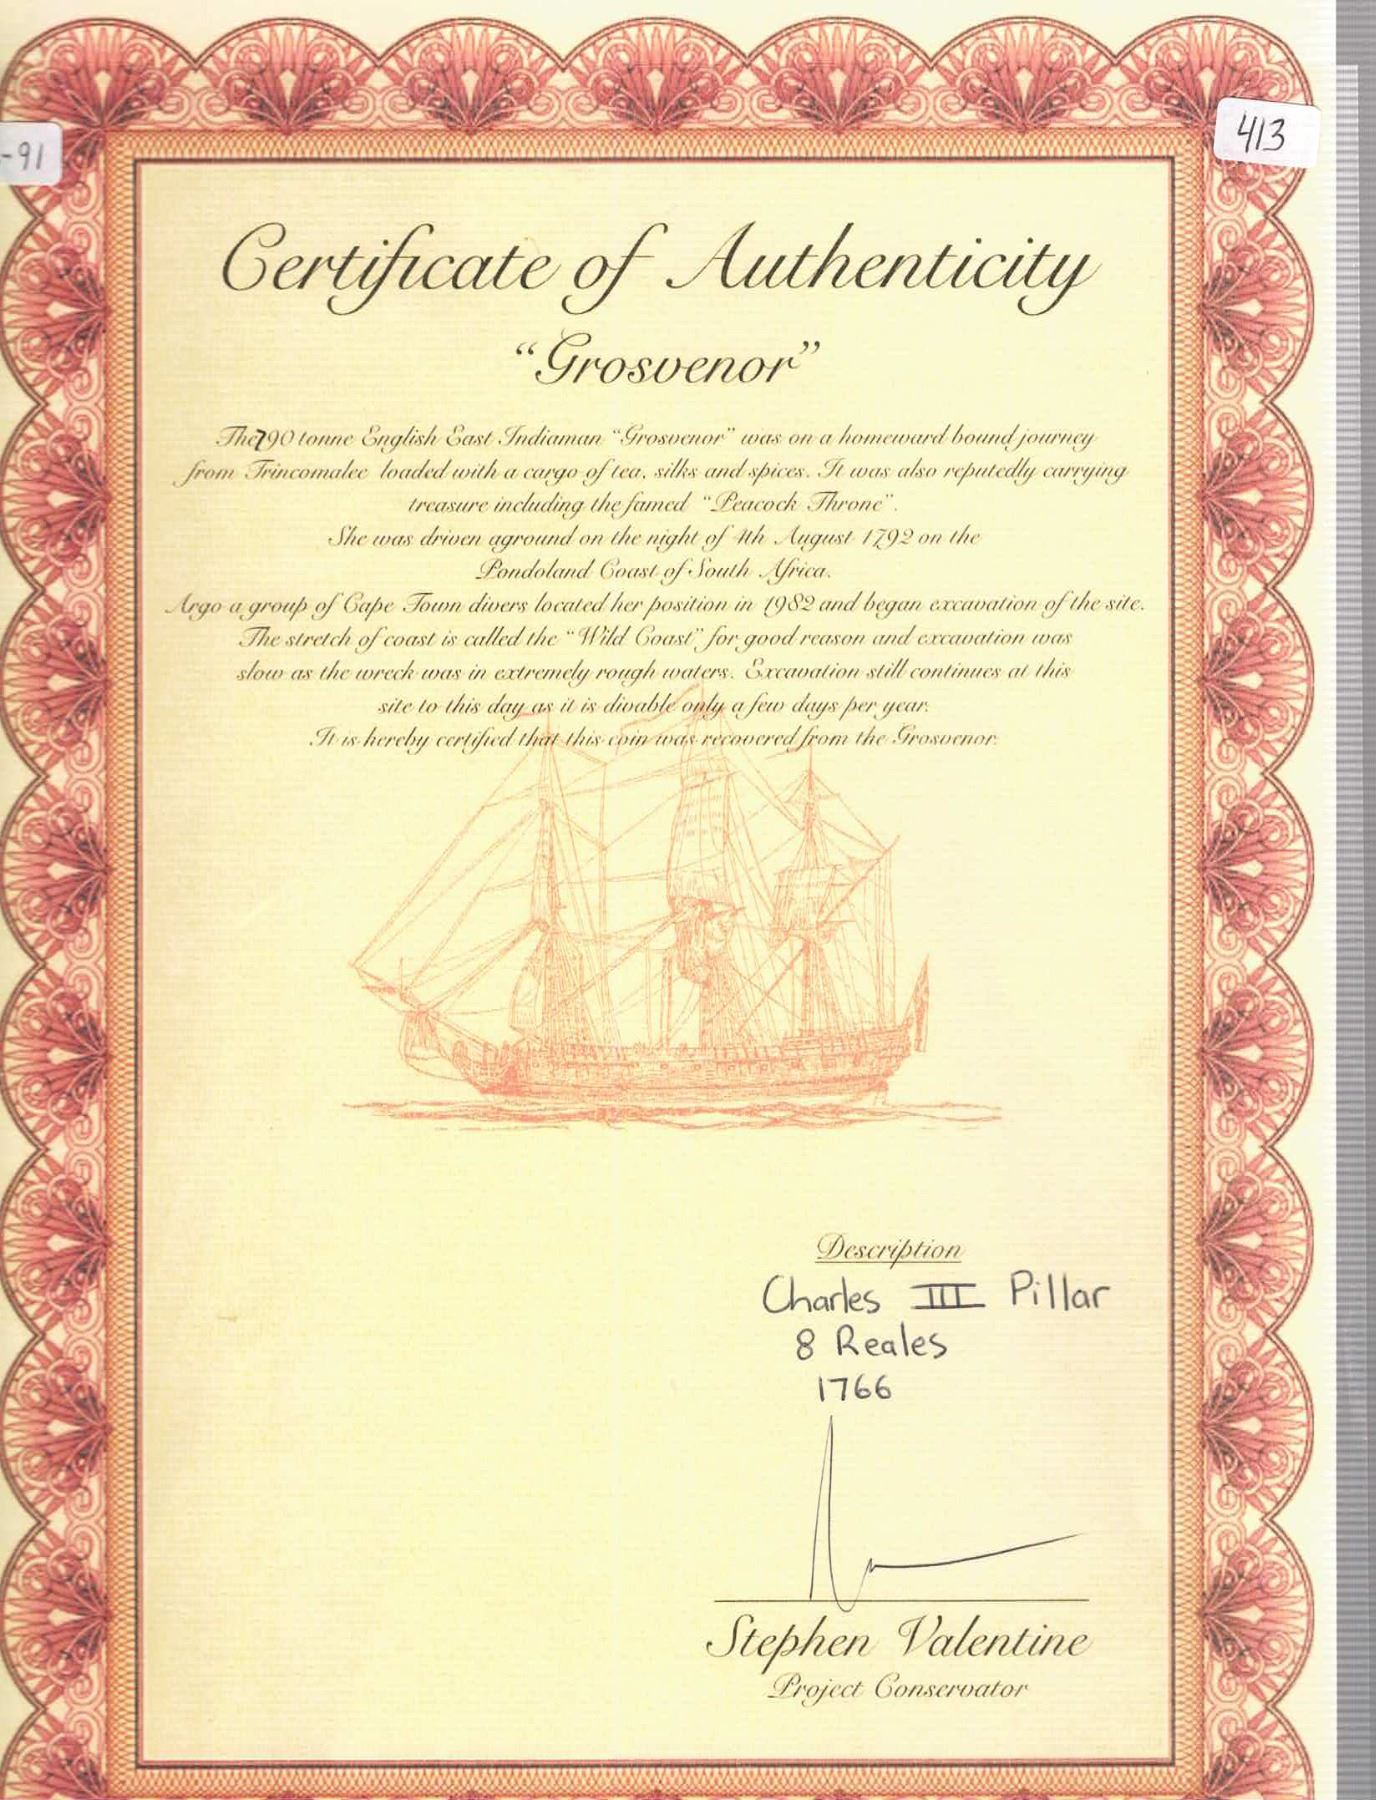 -91
413
Certificate of Authenticity
“Grosvenor”
The 790 tonne English East Indiaman “Grosvenor” was on a homeward bound journey
from Trincomalee loaded with a cargo of tea, silks and spices. It was also reputedly carrying
treasure including the famed “Peacock Throne”.
She was driven aground on the night of 4th August 1792 on the
Pondoland Coast of South Africa.
Argo a group of Cape Town divers located her position in 1982 and began excavation of the site.
The stretch of coast is called the “Wild Coast” for good reason and excavation was
slow as the wreck was in extremely rough waters. Excavation still continues at this
site to this day as it is divable only a few days per year.
It is hereby certified that this coin was recovered from the Grosvenor.
Description
Charles III Pillar
8 Reales
1766
Stephen Valentine
Project Conservator